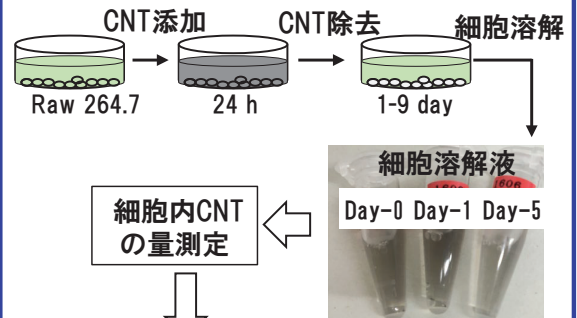 CNT添加
CNT除去
細胞溶解
Raw 264.7
24 h
1-9 day
細胞溶解液
1606
Day-0 Day-1 Day-5
細胞内CNT
の量測定